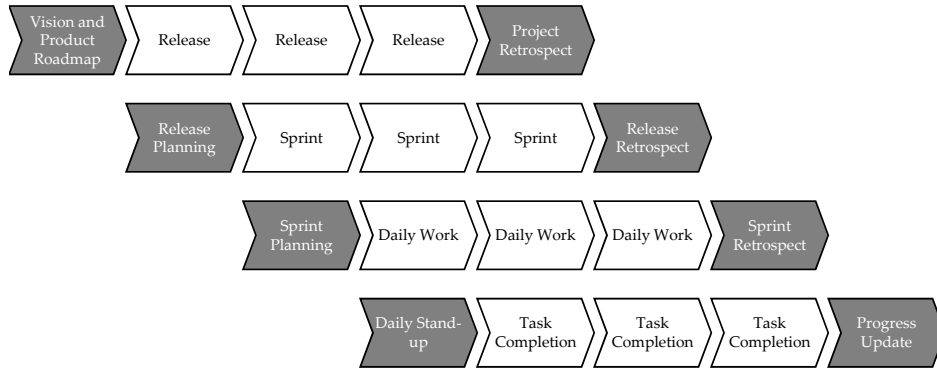 Vision and
Product
Roadmap
Release
Release
Release
Project
Retrospect
Release
Planning
Sprint
Sprint
Sprint
Release
Retrospect
Sprint
Planning
Daily Work
Daily Work
Daily Work
Sprint
Retrospect
Daily Stand-
up
Task
Completion
Task
Completion
Task
Completion
Progress
Update